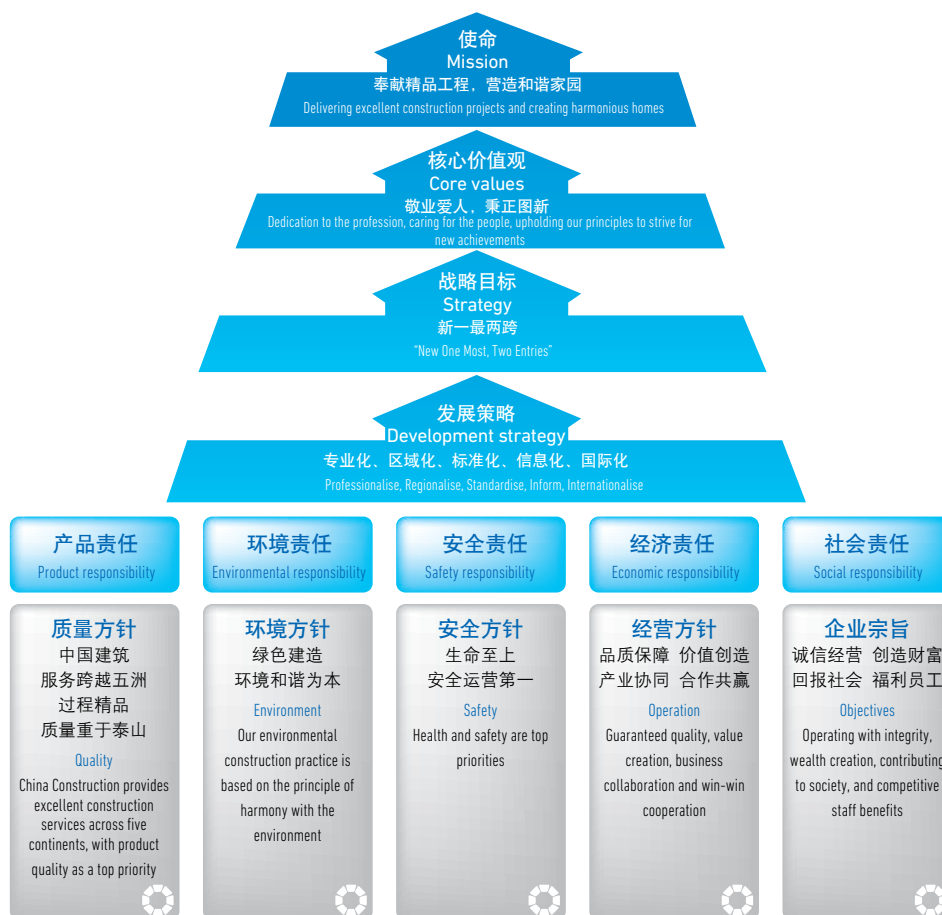 使命
Mission
奉献精品工程，营造和谐家园
Delivering excellent construction projects and creating harmonious homes
核心价值观
Core values
敬业爱人，秉正图新
Dedication to the profession, caring for the people, upholding our principles to strive for
new achievements
战略目标
Strategy
新一最两跨
“New One Most, Two Entries”
发展策略
Development strategy
专业化、区域化、标准化、信息化、国际化
Professionalise, Regionalise, Standardise, Inform, Internationalise
产品责任
Product responsibility
环境责任
Environmental responsibility
安全责任
Safety responsibility
经济责任
Economic responsibility
社会责任
Social responsibility
质量方针
中国建筑
服务跨越五洲
过程精品
质量重于泰山
Quality
China Construction provides
excellent construction
services across five
continents, with product
quality as a top priority
环境方针
绿色建造
环境和谐为本
Environment
Our environmental
construction practice is
based on the principle of
harmony with the
environment
安全方针
生命至上
安全运营第一
Safety
Health and safety are top
priorities
经营方针
品质保障 价值创造
产业协同 合作共赢
Operation
Guaranteed quality, value
creation, business
collaboration and win-win
cooperation
企业宗旨
诚信经营 创造财富
回报社会 福利员工
Objectives
Operating with integrity,
wealth creation, contributing
to society, and competitive
staff benefits